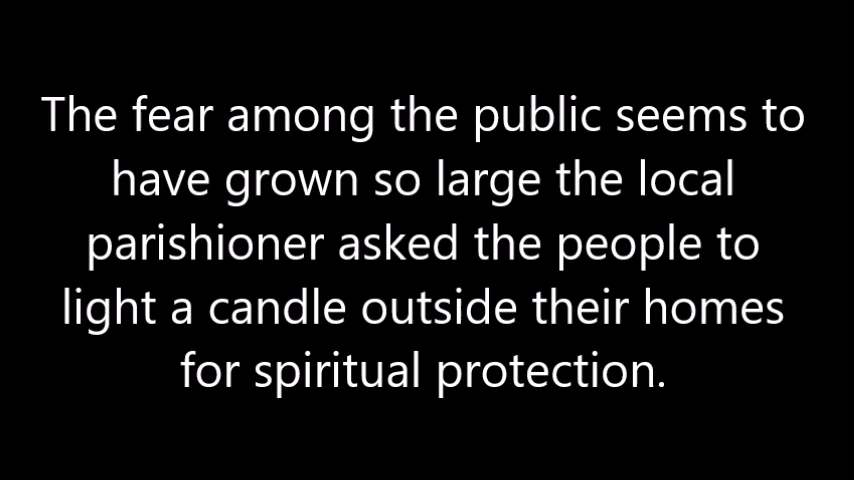 The fear among the public seems to
have grown so large the local
parishioner asked the people to
light a candle outside their homes
for spiritual protection.